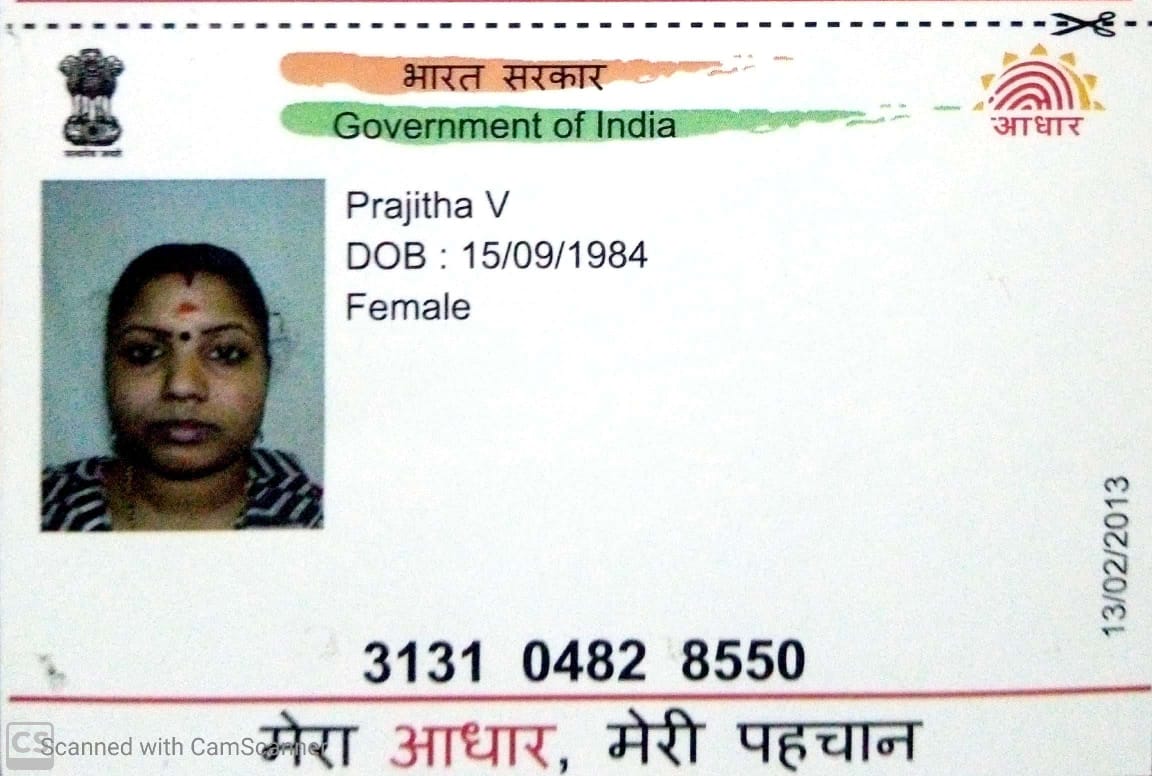 भारत सरकार
Government of India
आधार
Prajitha V
DOB : 15/09/1984
Female
13/02/2013
3131 0482 8550
मेरा आधार, मेरी पहचान
CS Scanned with CamScanner